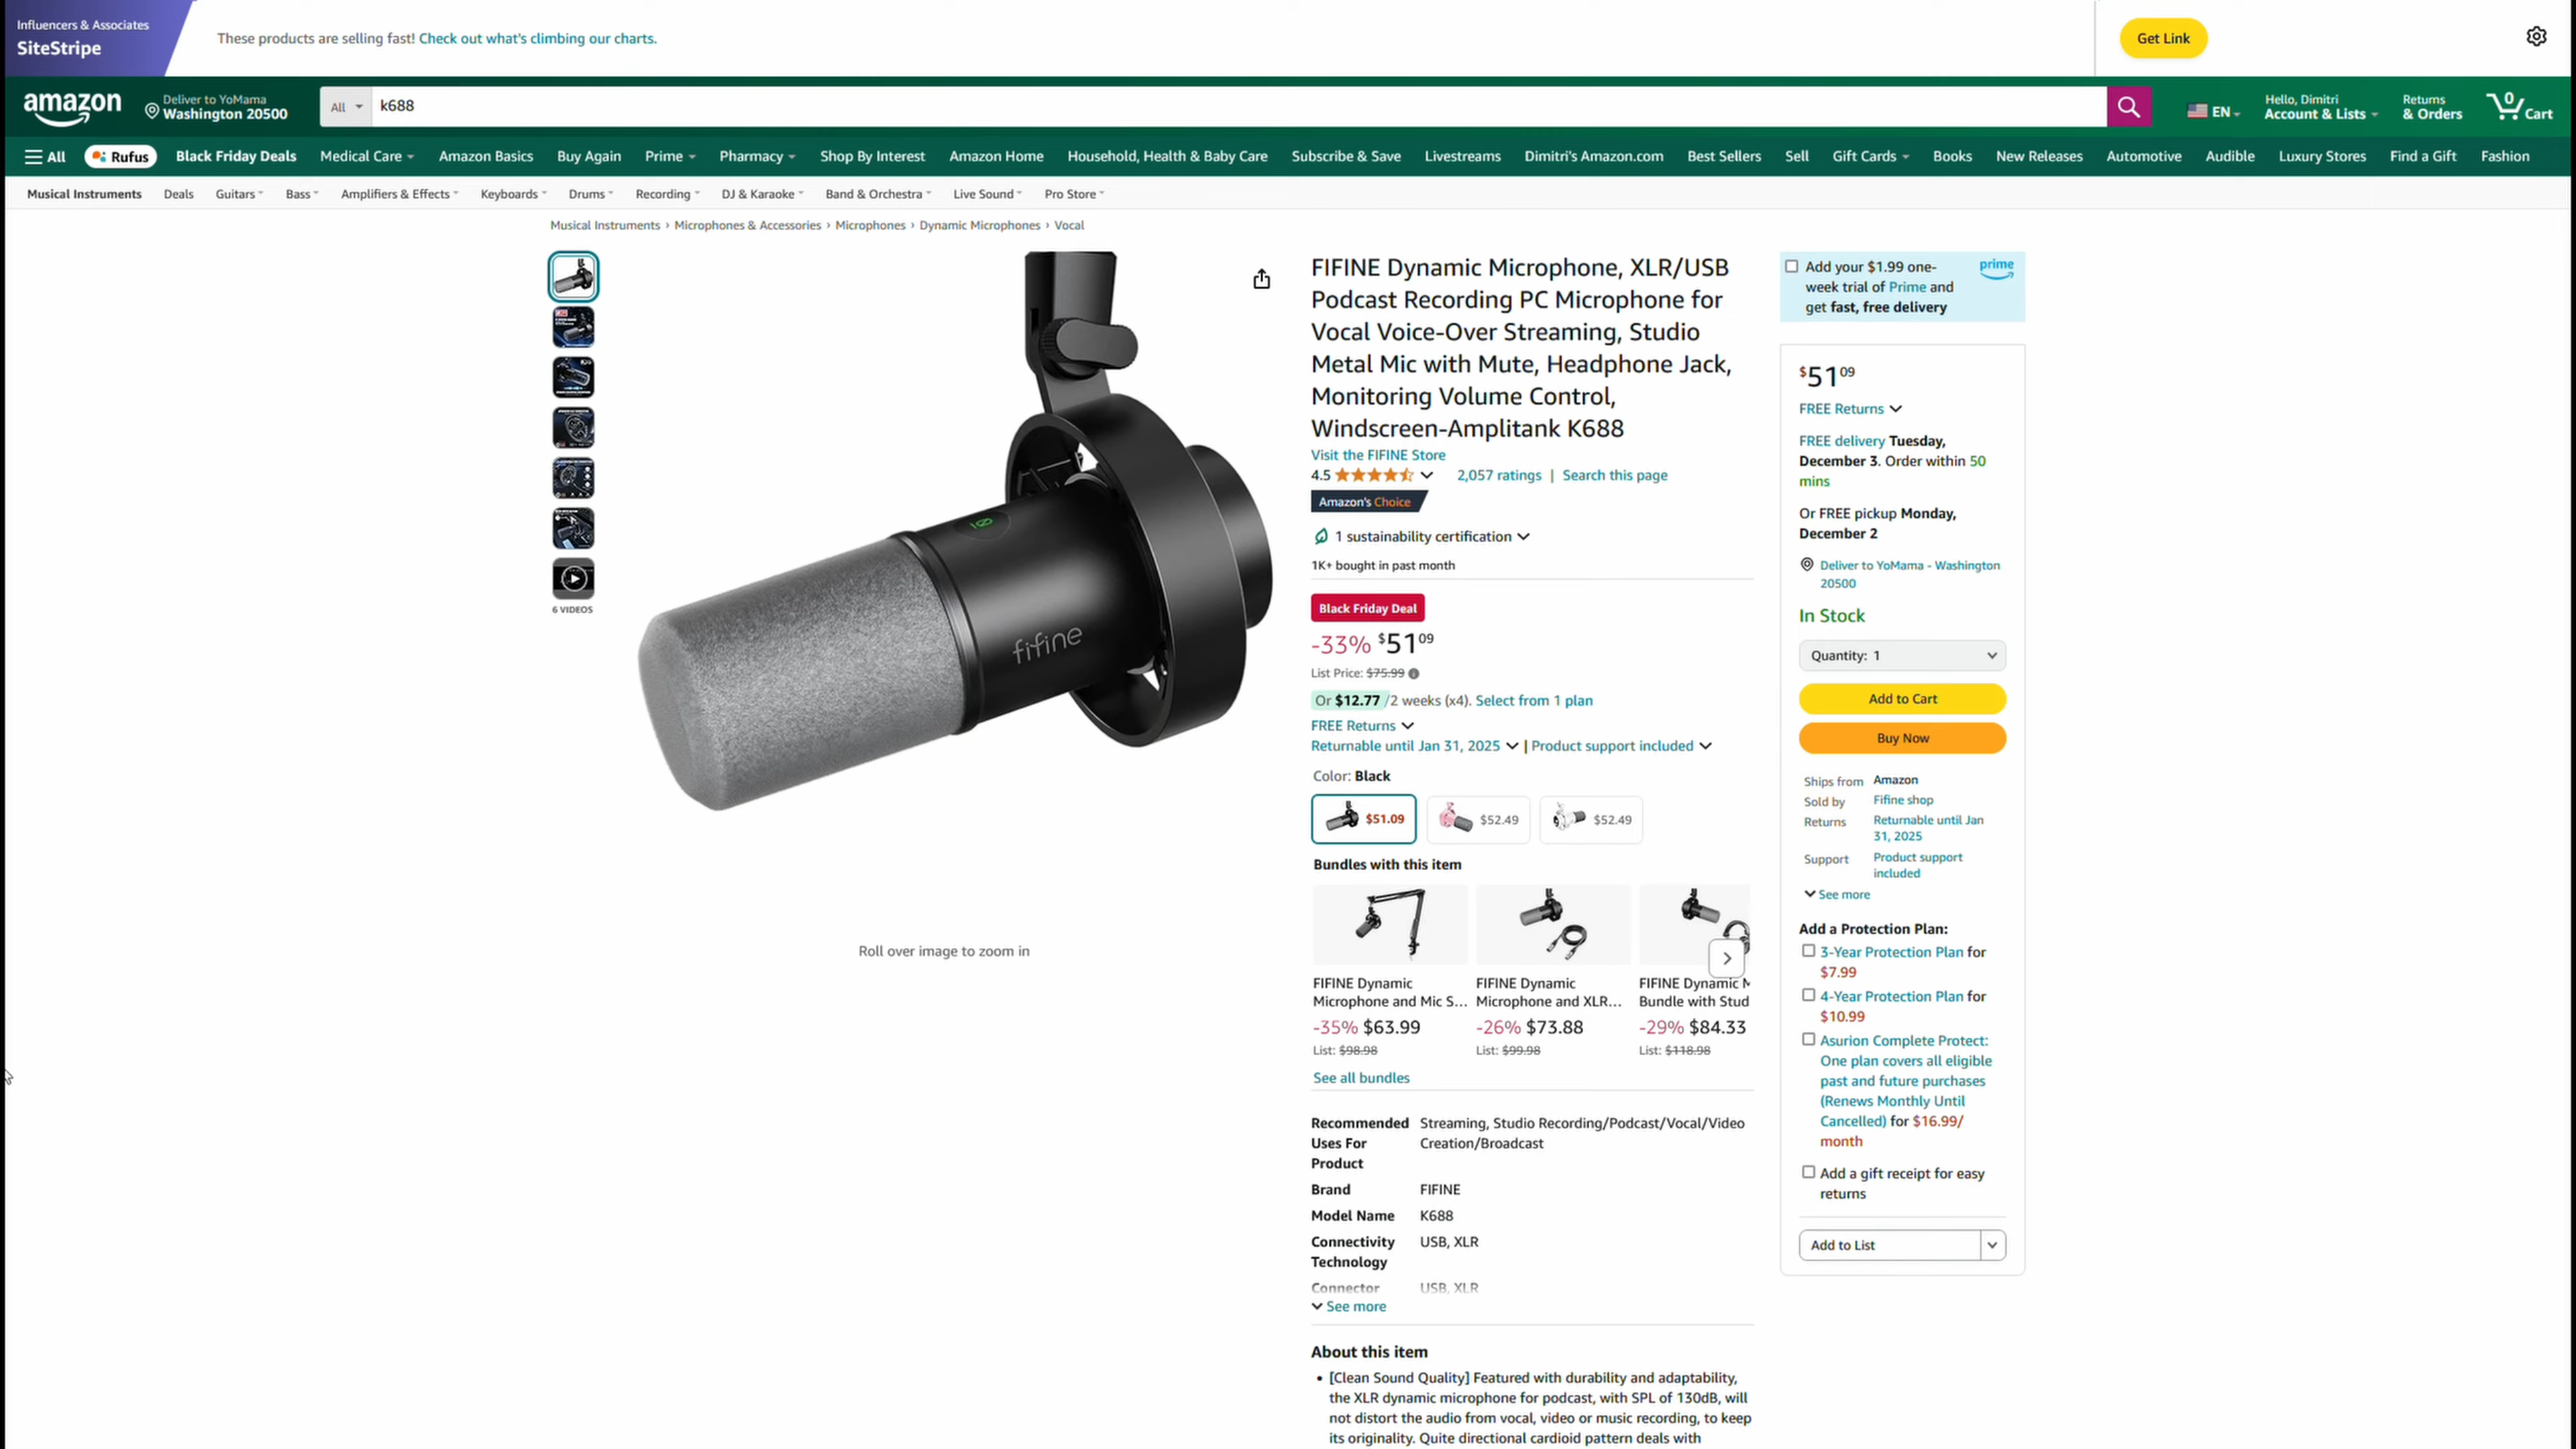 Influencers & Associates
SiteStripe
These products are selling fast! Check out what's climbing our charts.
Get Link
amazon
Deliver to YoMama
Washington 20500
All
k688
EN
Hello, Dimitri
Account & Lists
Returns
& Orders
0
Cart
All
Rufus
Black Friday Deals
Medical Care
Amazon Basics
Buy Again
Prime
Pharmacy
Shop By Interest
Amazon Home
Household, Health & Baby Care
Subscribe & Save
Livestreams
Dimitri's Amazon.com
Best Sellers
Sell
Gift Cards
Books
New Releases
Automotive
Audible
Luxury Stores
Find a Gift
Fashion
Musical Instruments
Deals
Guitars
Bass
Amplifiers & Effects
Keyboards
Drums
Recording
DJ & Karaoke
Band & Orchestra
Live Sound
Pro Store
Musical Instruments › Microphones & Accessories › Microphones › Dynamic Microphones › Vocal
6 VIDEOS
fifine
Roll over image to zoom in
FIFINE Dynamic Microphone, XLR/USB
Podcast Recording PC Microphone for
Vocal Voice-Over Streaming, Studio
Metal Mic with Mute, Headphone Jack,
Monitoring Volume Control,
Windscreen-Amplitank K688
Visit the FIFINE Store
4.5
2,057 ratings | Search this page
Amazon's Choice
1 sustainability certification
1K+ bought in past month
Black Friday Deal
-33% $51 09
List Price: $75.99
Or $12.77 /2 weeks (x4). Select from 1 plan
FREE Returns
Returnable until Jan 31, 2025 | Product support included
Color: Black
$51.09
$52.49
$52.49
Bundles with this item
FIFINE Dynamic
Microphone and Mic S...
-35% $63.99
List: $98.98
FIFINE Dynamic
Microphone and XLR...
-26% $73.88
List: $99.98
FIFINE Dynamic M
Bundle with Stud
-29% $84.33
List: $118.98
See all bundles
Recommended Uses For Product
Streaming, Studio Recording/Podcast/Vocal/Video Creation/Broadcast
Brand
FIFINE
Model Name
K688
Connectivity Technology
USB, XLR
Connector
USB, XLR
See more
About this item
• [Clean Sound Quality] Featured with durability and adaptability,
the XLR dynamic microphone for podcast, with SPL of 130dB, will
not distort the audio from vocal, video or music recording, to keep
its originality. Quite directional cardioid pattern deals with
Add your $1.99 one-
week trial of Prime and
get fast, free delivery
prime
$51 09
FREE Returns
FREE delivery Tuesday,
December 3. Order within 50
mins
Or FREE pickup Monday,
December 2
Deliver to YoMama - Washington
20500
In Stock
Quantity: 1
Add to Cart
Buy Now
Ships from
Amazon
Sold by
Fifine shop
Returns
Returnable until Jan
31, 2025
Support
Product support
included
See more
Add a Protection Plan:
3-Year Protection Plan for
$7.99
4-Year Protection Plan for
$10.99
Asurion Complete Protect:
One plan covers all eligible
past and future purchases
(Renews Monthly Until
Cancelled) for $16.99/
month
Add a gift receipt for easy
returns
Add to List